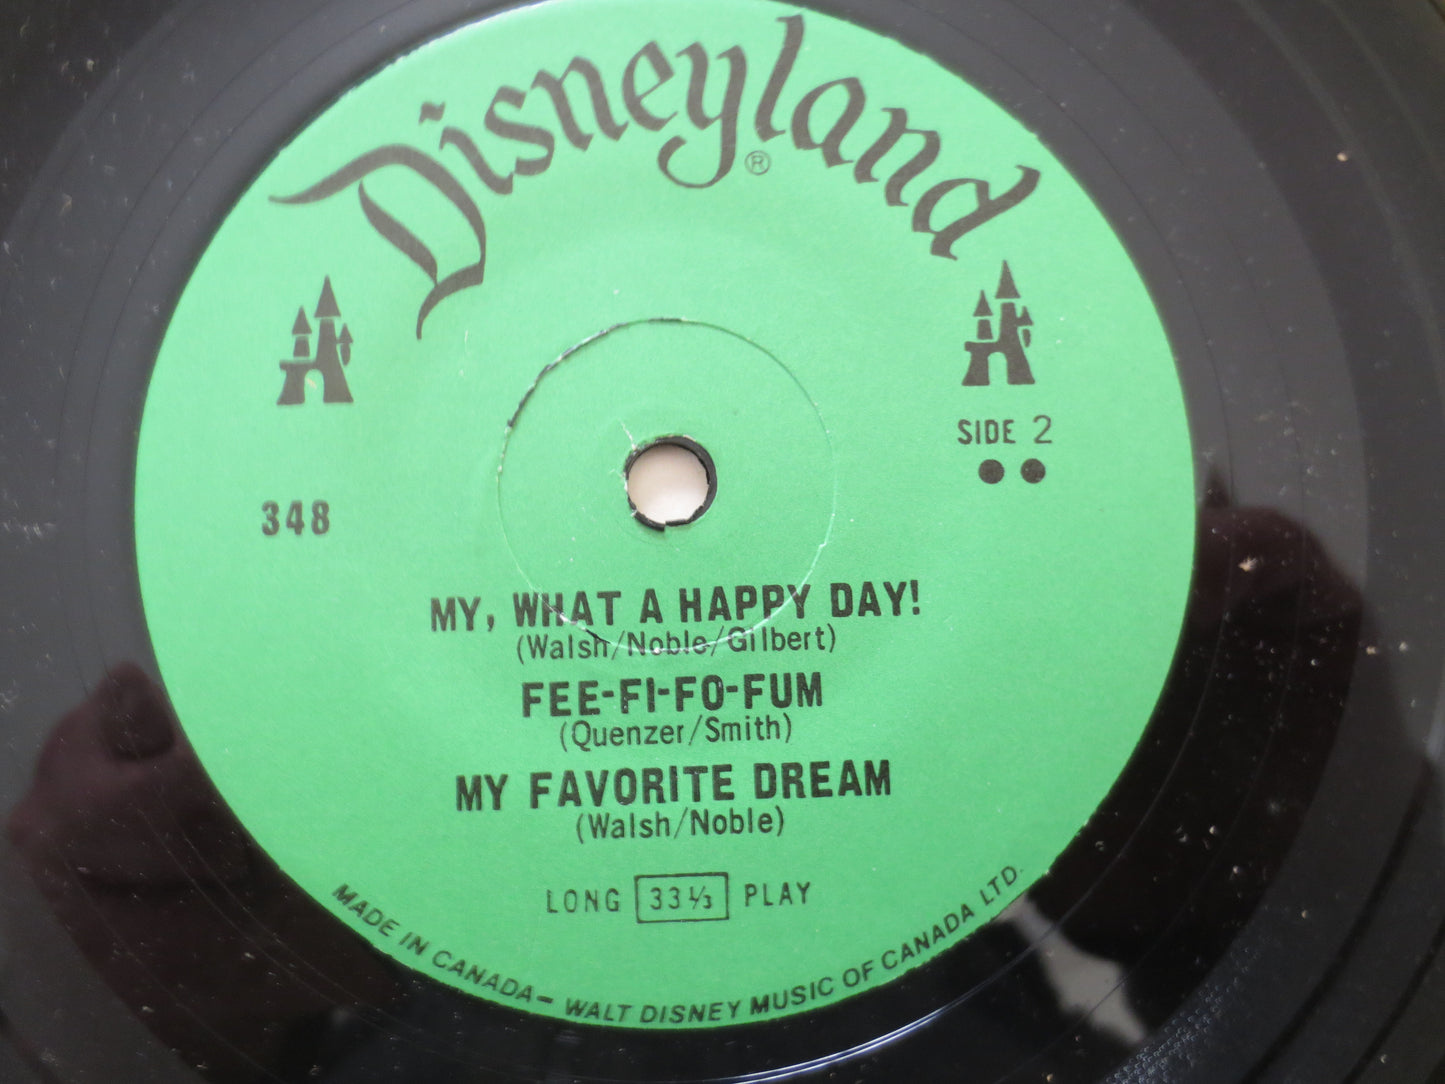 Disneyland
®
SIDE 2
348
MY, WHAT A HAPPY DAY!
(Walsh/Noble/Gilbert)
FEE-FI-FO-FUM
(Quenzer/Smith)
MY FAVORITE DREAM
(Walsh/Noble)
LONG 33⅓ PLAY
MADE IN CANADA – WALT DISNEY MUSIC OF CANADA LTD.